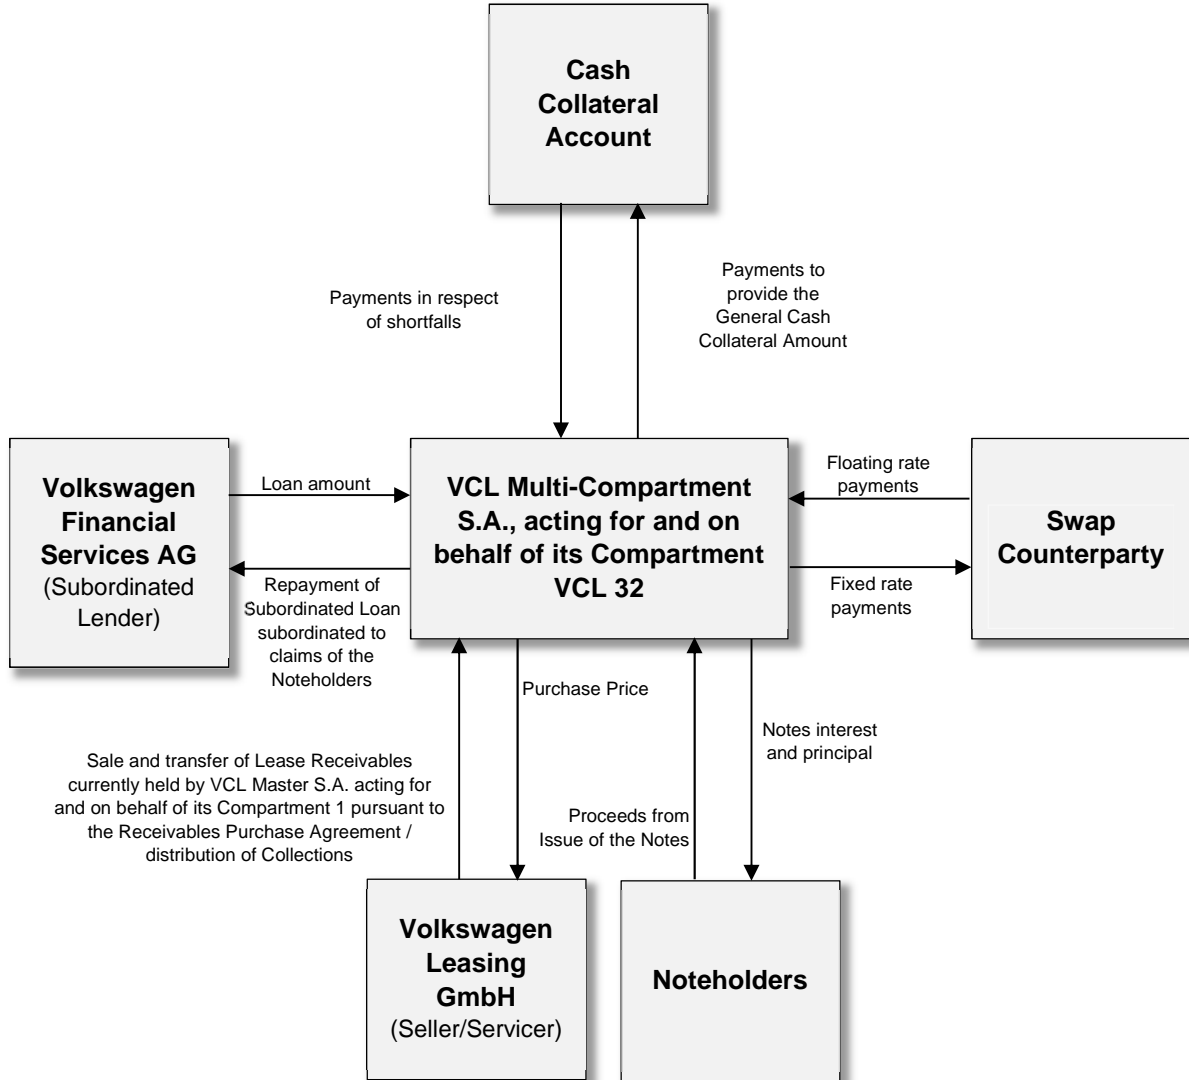 Cash
Collateral
Account
Payments in respect
of shortfalls
Payments to
provide the
General Cash
Collateral Amount
Volkswagen
Financial
Services AG
(Subordinated
Lender)
Loan amount
Repayment of
Subordinated Loan
subordinated to
claims of the
Noteholders
VCL Multi-Compartment
S.A., acting for and on
behalf of its Compartment
VCL 32
Floating rate
payments
Fixed rate
payments
Swap
Counterparty
Purchase Price
Sale and transfer of Lease Receivables
currently held by VCL Master S.A. acting for
and on behalf of its Compartment 1 pursuant to
the Receivables Purchase Agreement /
distribution of Collections
Proceeds from
Issue of the Notes
Notes interest
and principal
Volkswagen
Leasing
GmbH
(Seller/Servicer)
Noteholders